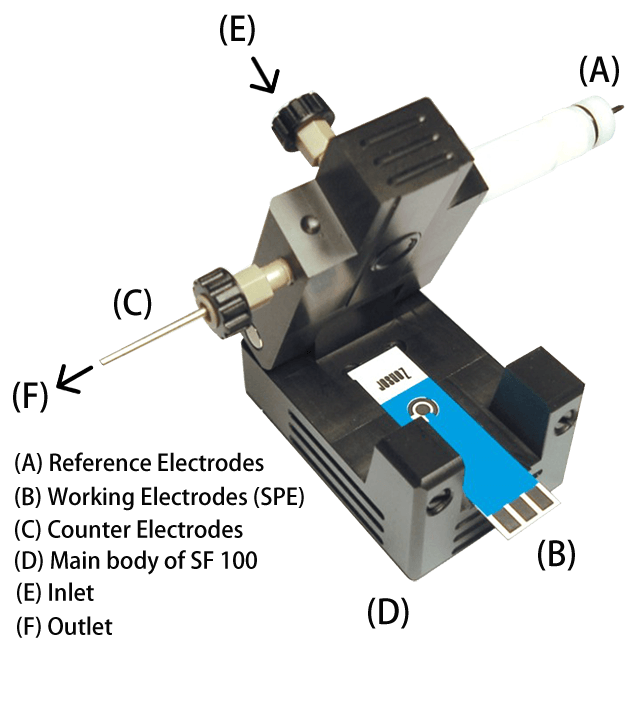 (E)
(A)
(C)
(F)
Zensor
(A) Reference Electrodes
(B) Working Electrodes (SPE)
(C) Counter Electrodes
(D) Main body of SF 100
(E) Inlet
(F) Outlet
(B)
(D)